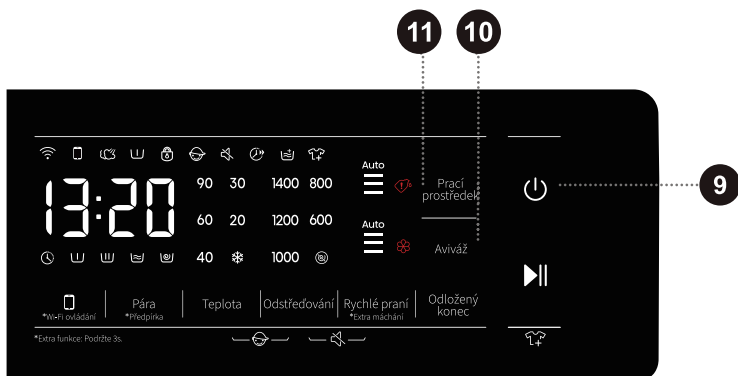 11 10
Auto
13:20
90 30 1400 800
Prací
prostředek
9
60 20 1200 600
Auto
40 1000
Aviváž
*Wi-Fi ovládání
Pára
*Předpírka
Teplota
Odstřeďování
Rychlé praní
*Extra máchání
Odložený
konec
*Extra funkce: Podržte 3s.